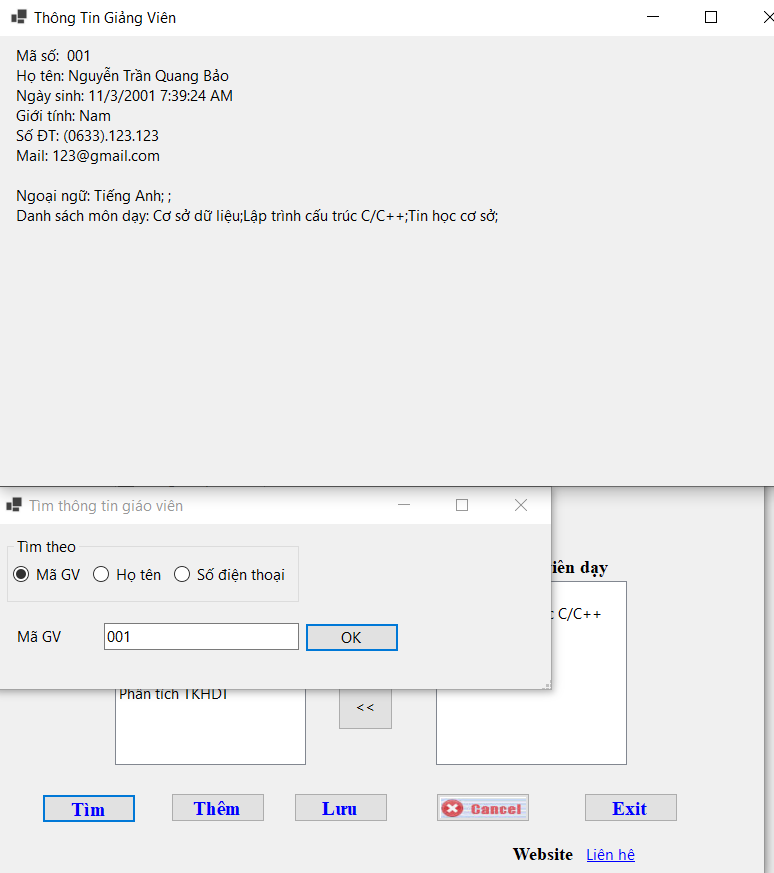 Thông Tin Giảng Viên
Mã số: 001
Họ tên: Nguyễn Trần Quang Bảo
Ngày sinh: 11/3/2001 7:39:24 AM
Giới tính: Nam
Số ĐT: (0633).123.123
Mail: 123@gmail.com
Ngoại ngữ: Tiếng Anh; ;
Danh sách môn dạy: Cơ sở dữ liệu;Lập trình cấu trúc C/C++;Tin học cơ sở;
Tìm thông tin giáo viên
Tìm theo
Mã GV Họ tên Số điện thoại
dạy
C/C++
Mã GV 001 OK
Phân tích TKHDT
<<
Tìm Thêm Lưu Cancel Exit
Website Liên hê